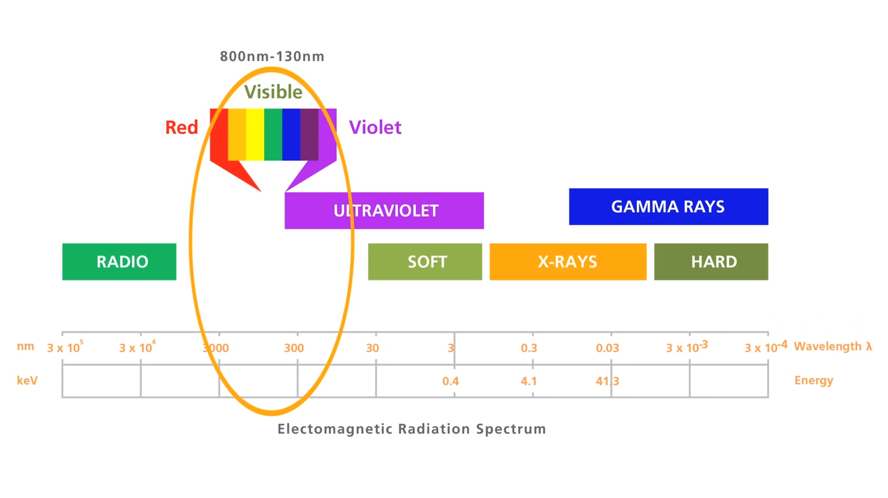 800nm-130nm
Visible
Red
Violet
ULTRAVIOLET
GAMMA RAYS
RADIO
SOFT
X-RAYS
HARD
nm 3 x 10⁵ 3 x 10⁴ 3000 300 30 3 0.3 0.03 3 x 10⁻³ 3 x 10⁻⁴ Wavelength λ
keV 0.4 4.1 41.3 Energy
Electomagnetic Radiation Spectrum